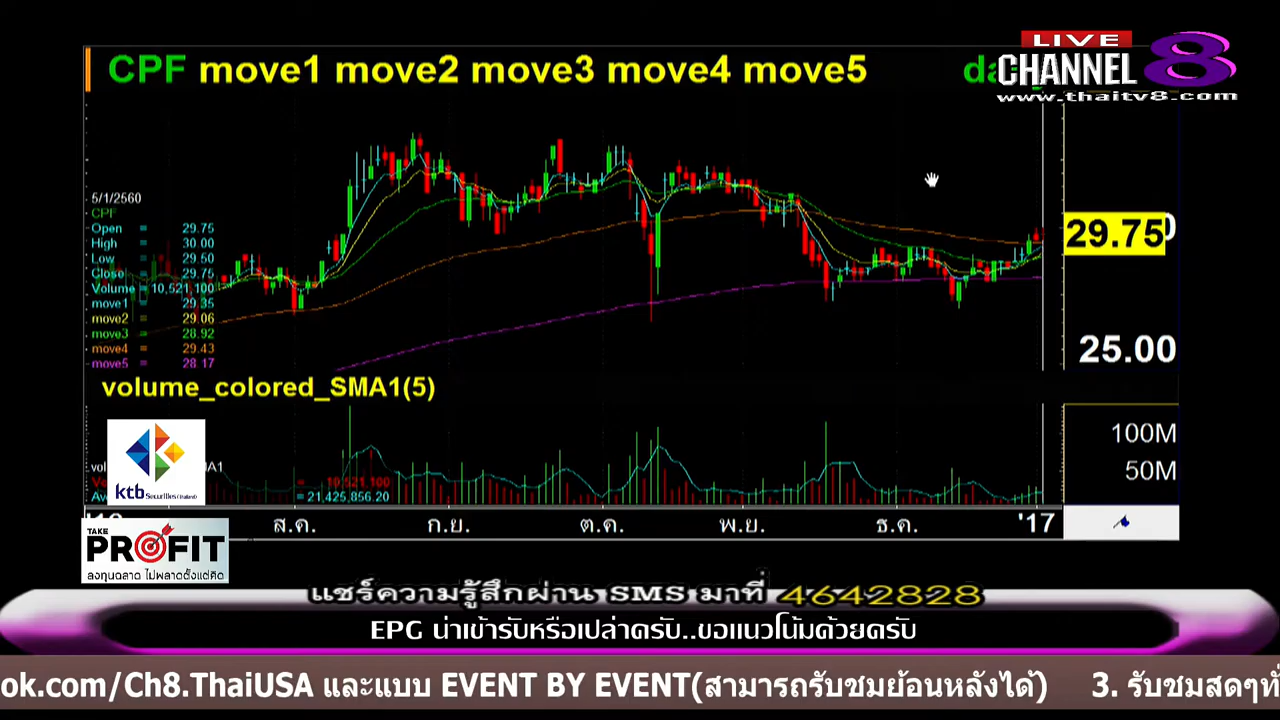 LIVE
CHANNEL 8
www.thaitv8.com
CPF move1 move2 move3 move4 move5
5/1/2560
CPF
Open = 29.75
High = 30.00
Low = 29.50
Close = 29.75
Volume = 10,521,100
move1 = 29.35
move2 = 29.06
move3 = 28.92
move4 = 29.43
move5 = 28.17
29.75
25.00
volume_colored_SMA1(5)
100M
50M
= 10,521,100
= 21,425,856.20
ktb Securities (Thailand)
ส.ค. ก.ย. ต.ค. พ.ย. ธ.ค. '17
TAKE
PROFIT
ลงทุนฉลาด ไม่พลาดตั้งแต่คิด
แชร์ความรู้สึกผ่าน SMS มาที่ 4642828
EPG น่าเข้ารึยังหรือเปล่าครับ..ขอแนวโน้มด้วยครับ
ok.com/Ch8.ThaiUSA และแบบ EVENT BY EVENT(สามารถรับชมย้อนหลังได้) 3. รับชมสดๆ